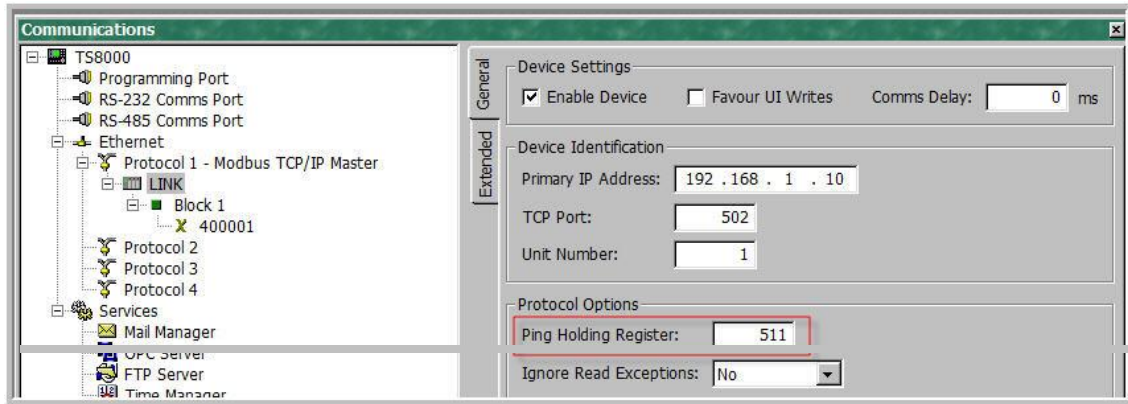 Communications
TS8000
Programming Port
RS-232 Comms Port
RS-485 Comms Port
Ethernet
Protocol 1 - Modbus TCP/IP Master
LINK
Block 1
400001
Protocol 2
Protocol 3
Protocol 4
Services
Mail Manager
OPC Server
FTP Server
Time Manager
General
Extended
Device Settings
Enable Device Favour UI Writes Comms Delay: 0 ms
Device Identification
Primary IP Address: 192 . 168 . 1 . 10
TCP Port: 502
Unit Number: 1
Protocol Options
Ping Holding Register: 511
Ignore Read Exceptions: No